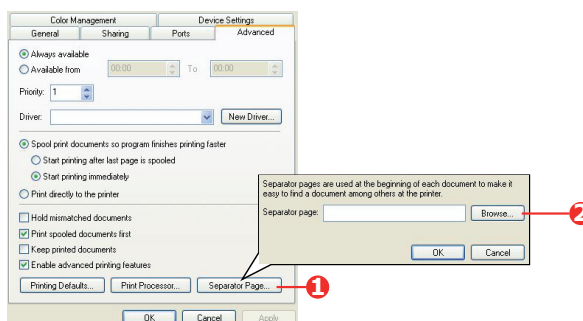 Color Management Device Settings
General Sharing Ports Advanced
Always available
Available from 00:00 To 00:00
Priority: 1
Driver: New Driver...
Spool print documents so program finishes printing faster
Start printing after last page is spooled
Start printing immediately
Print directly to the printer
Hold mismatched documents
Print spooled documents first
Keep printed documents
Enable advanced printing features
Printing Defaults... Print Processor... Separator Page... 1
OK Cancel Apply
Separator pages are used at the beginning of each document to make it
easy to find a document among others at the printer.
Separator page: Browse... 2
OK Cancel